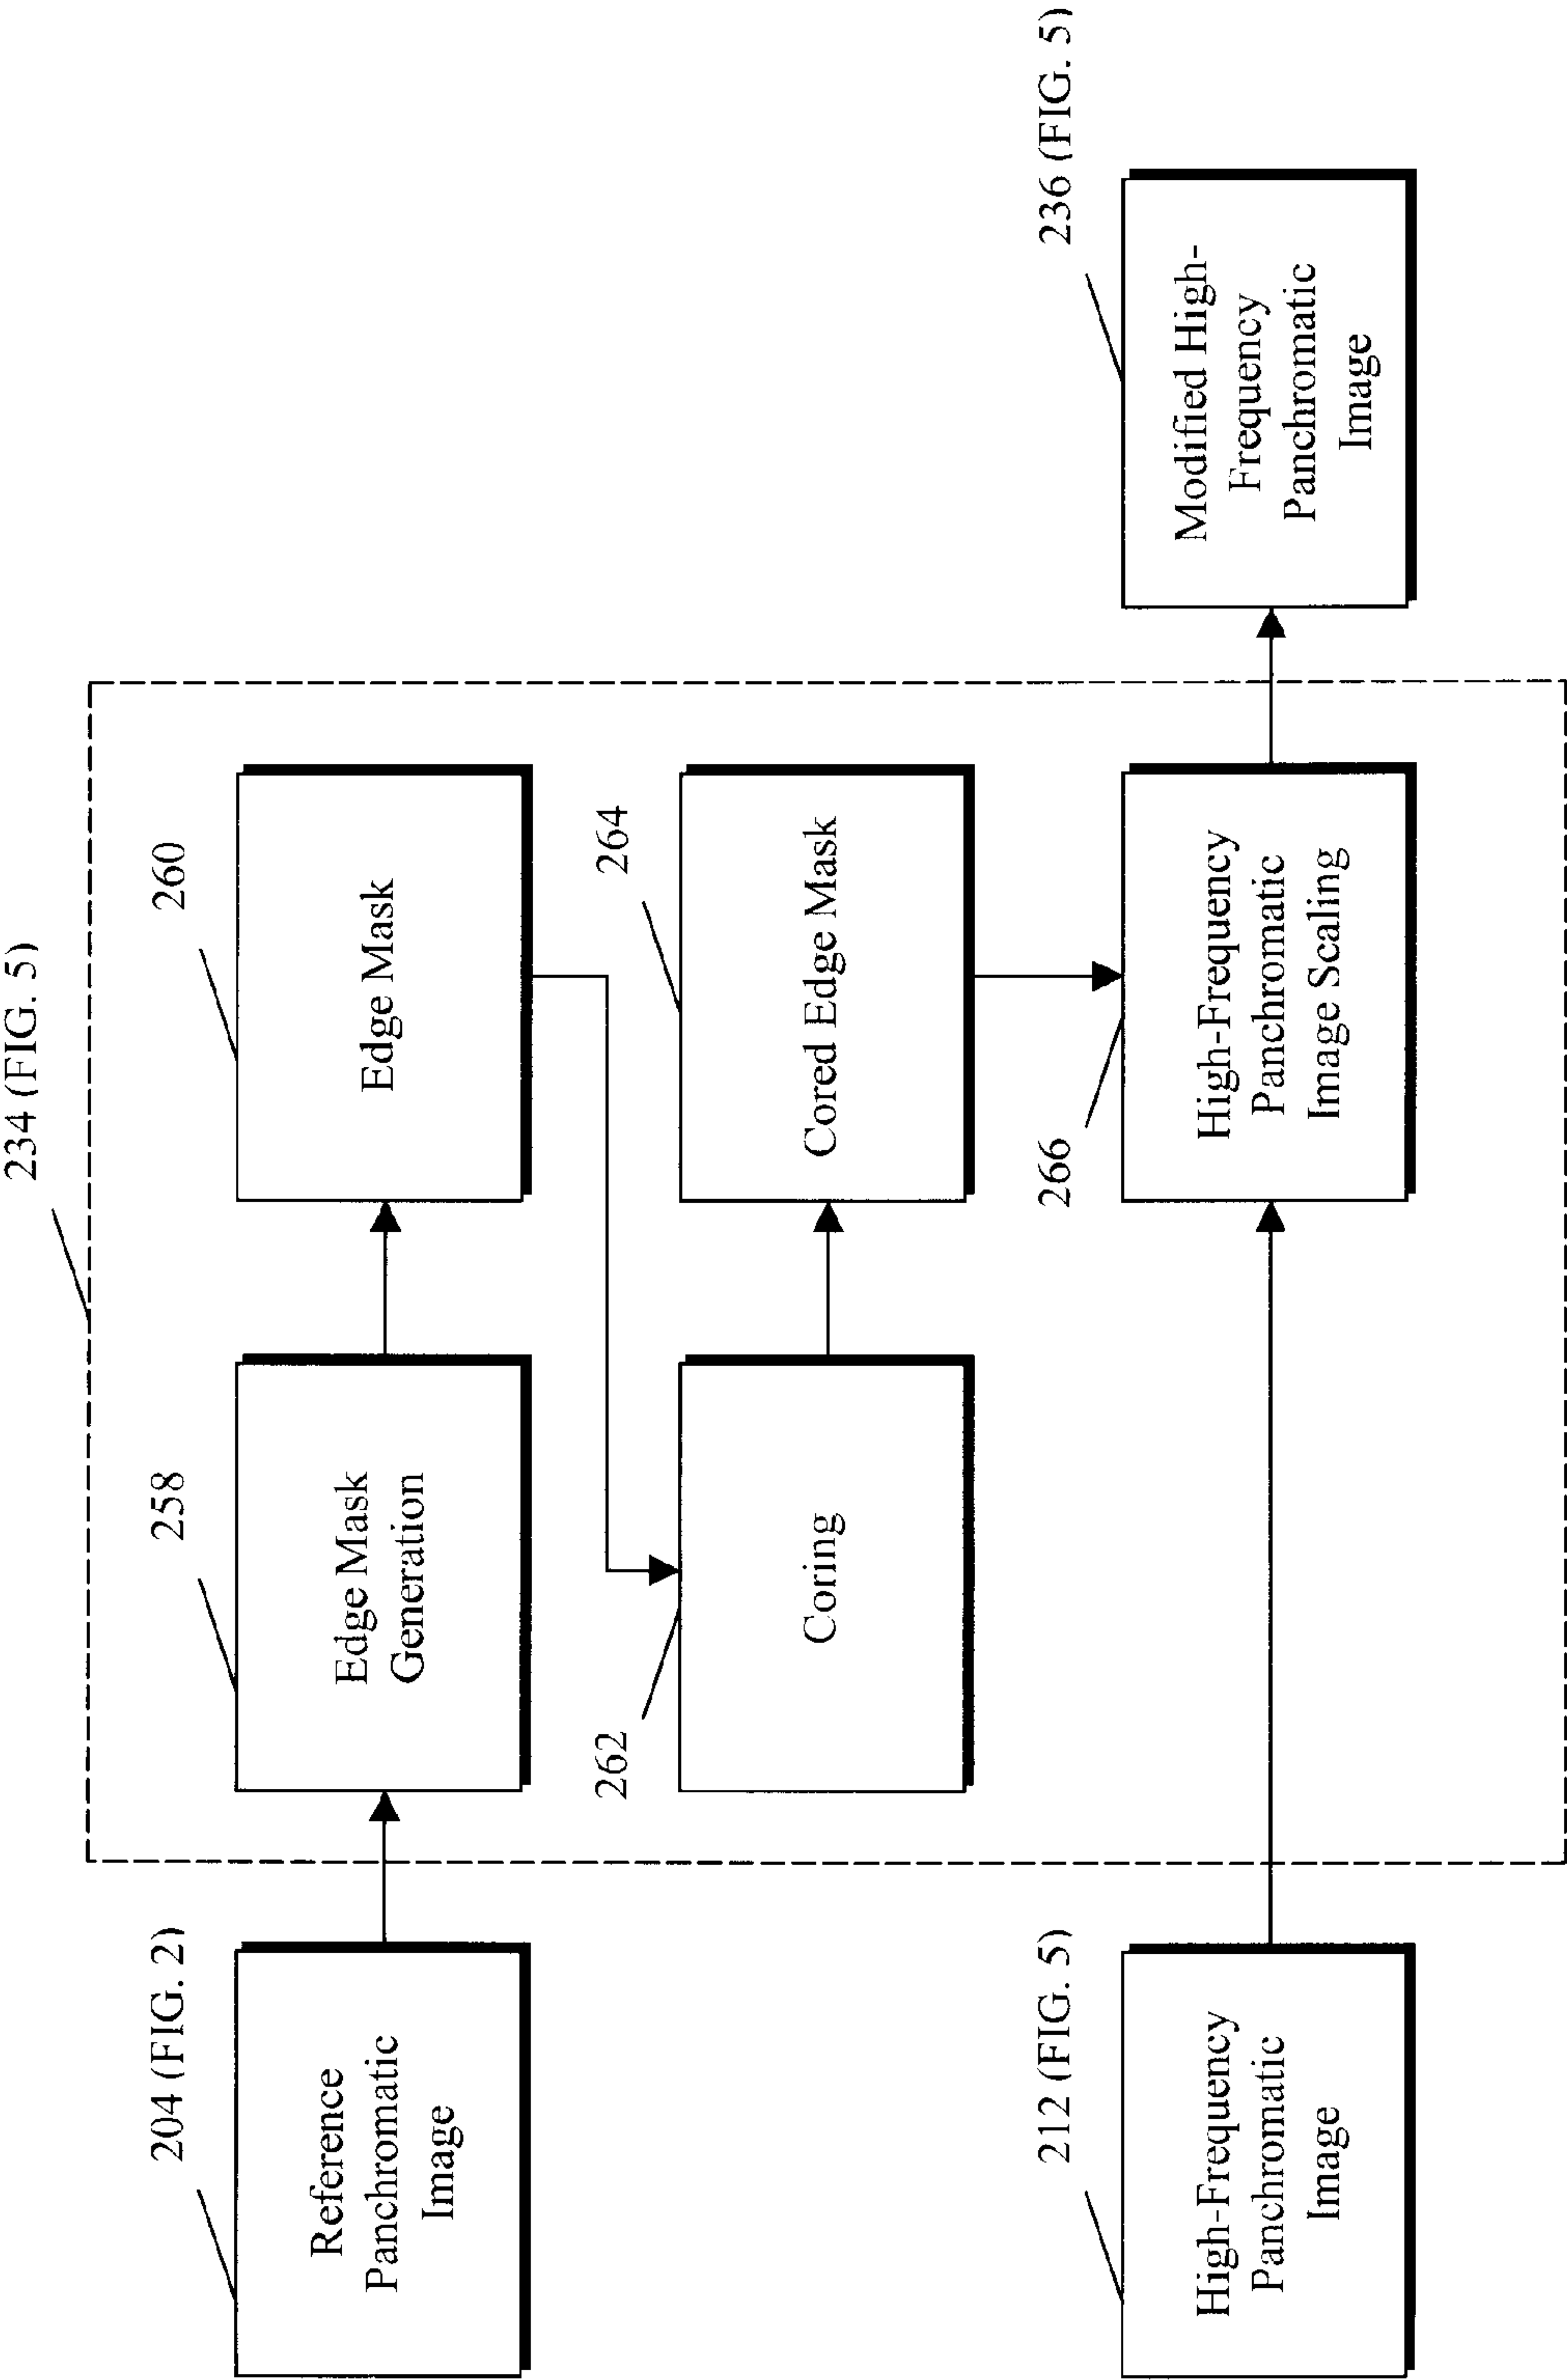 234 (FIG. 5)
204 (FIG. 2)
Reference
Panchromatic
Image
258
Edge Mask
Generation
260
Edge Mask
262
Coring
264
Cored Edge Mask
212 (FIG. 5)
High-Frequency
Panchromatic
Image
266
High-Frequency
Panchromatic
Image Scaling
236 (FIG. 5)
Modified High-
Frequency
Panchromatic
Image